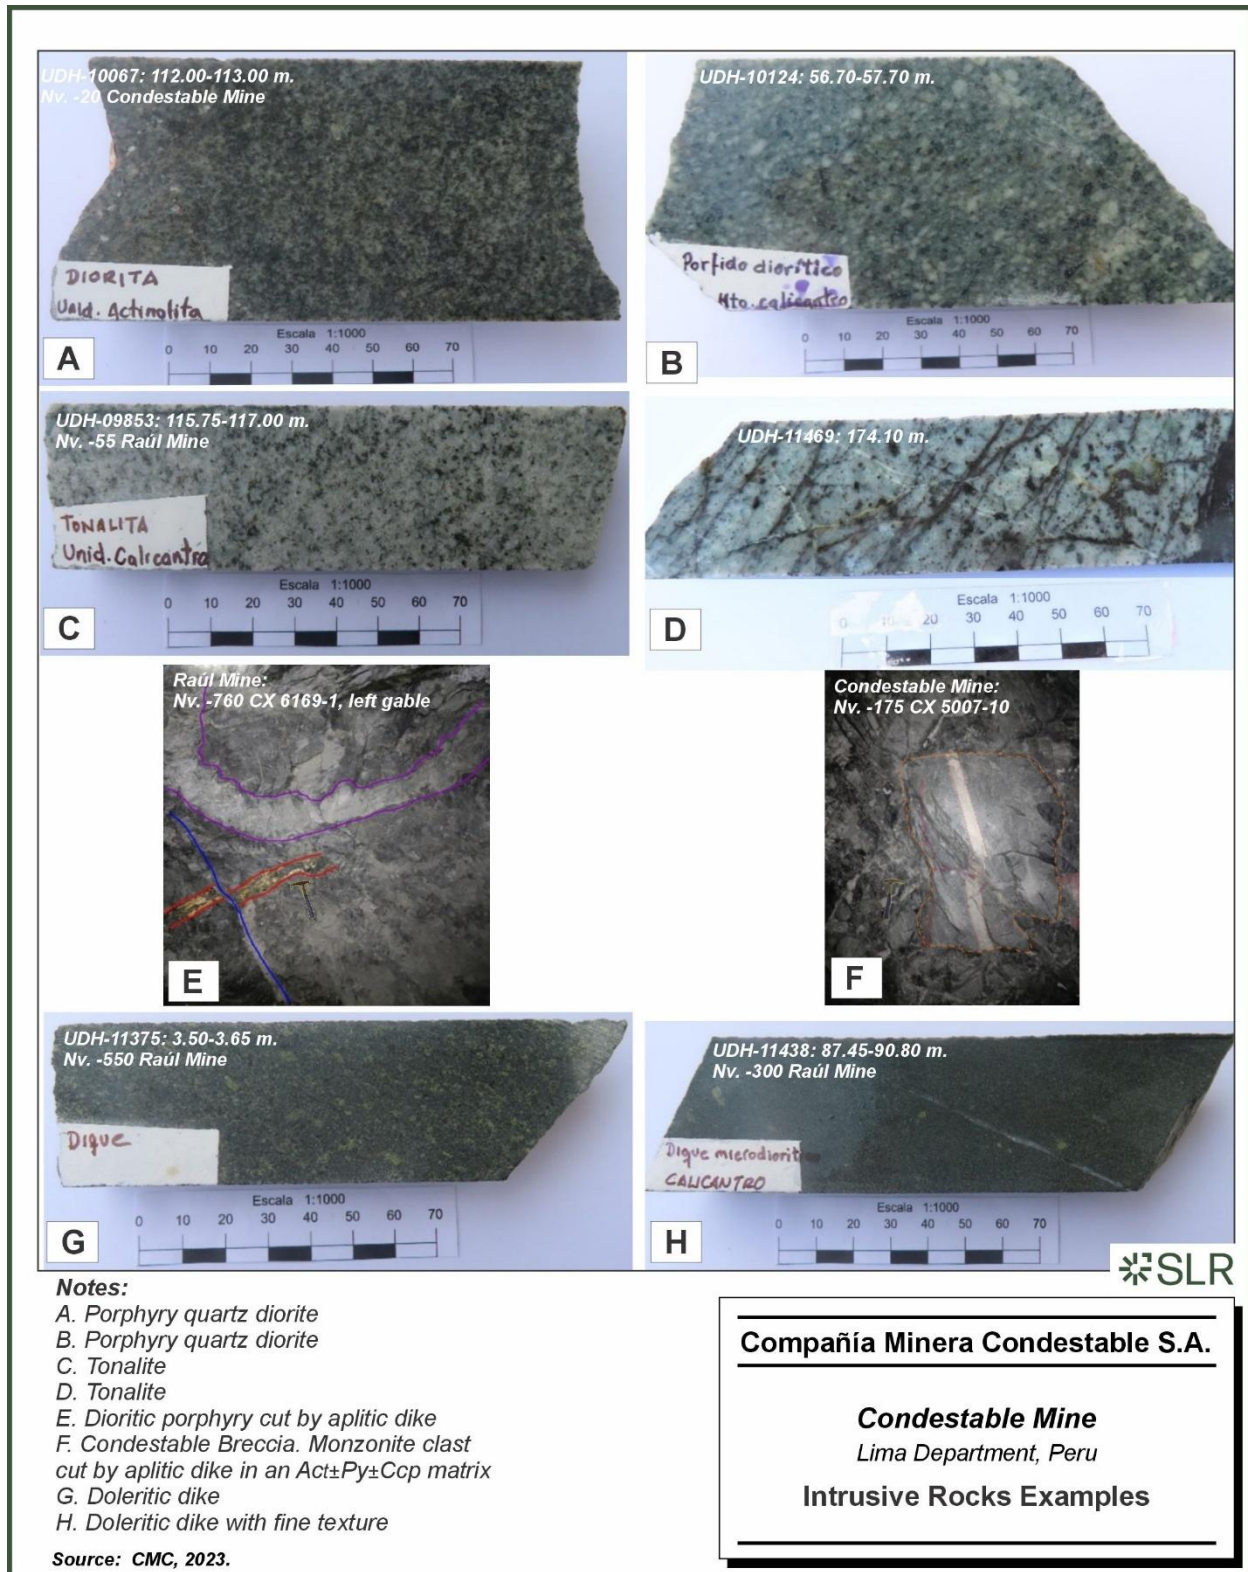 UDH-10067: 112.00-113.00 m.
Nv. -20 Condestable Mine
DIORITA
Unid. Actinolita
Escala 1:1000
0 10 20 30 40 50 60 70
A
UDH-10124: 56.70-57.70 m.
Porfido diorítico
Mto. calicantro
Escala 1:1000
0 10 20 30 40 50 60 70
B
UDH-09853: 115.75-117.00 m.
Nv. -55 Raúl Mine
TONALITA
Unid. Calicantro
Escala 1:1000
0 10 20 30 40 50 60 70
C
UDH-11469: 174.10 m.
Escala 1:1000
0 10 20 30 40 50 60 70
D
Raúl Mine:
Nv. -760 CX 6169-1, left gable
E
Condestable Mine:
Nv. -175 CX 5007-10
F
UDH-11375: 3.50-3.65 m.
Nv. -550 Raúl Mine
Dique
Escala 1:1000
0 10 20 30 40 50 60 70
G
UDH-11438: 87.45-90.80 m.
Nv. -300 Raúl Mine
Dique microdiorit
CALICANTRO
Escala 1:1000
0 10 20 30 40 50 60 70
H
SLR
Notes:
A. Porphyry quartz diorite
B. Porphyry quartz diorite
C. Tonalite
D. Tonalite
E. Dioritic porphyry cut by aplitic dike
F. Condestable Breccia. Monzonite clast
cut by aplitic dike in an Act±Py±Ccp matrix
G. Doleritic dike
H. Doleritic dike with fine texture
Source: CMC, 2023.
Compañía Minera Condestable S.A.
Condestable Mine
Lima Department, Peru
Intrusive Rocks Examples